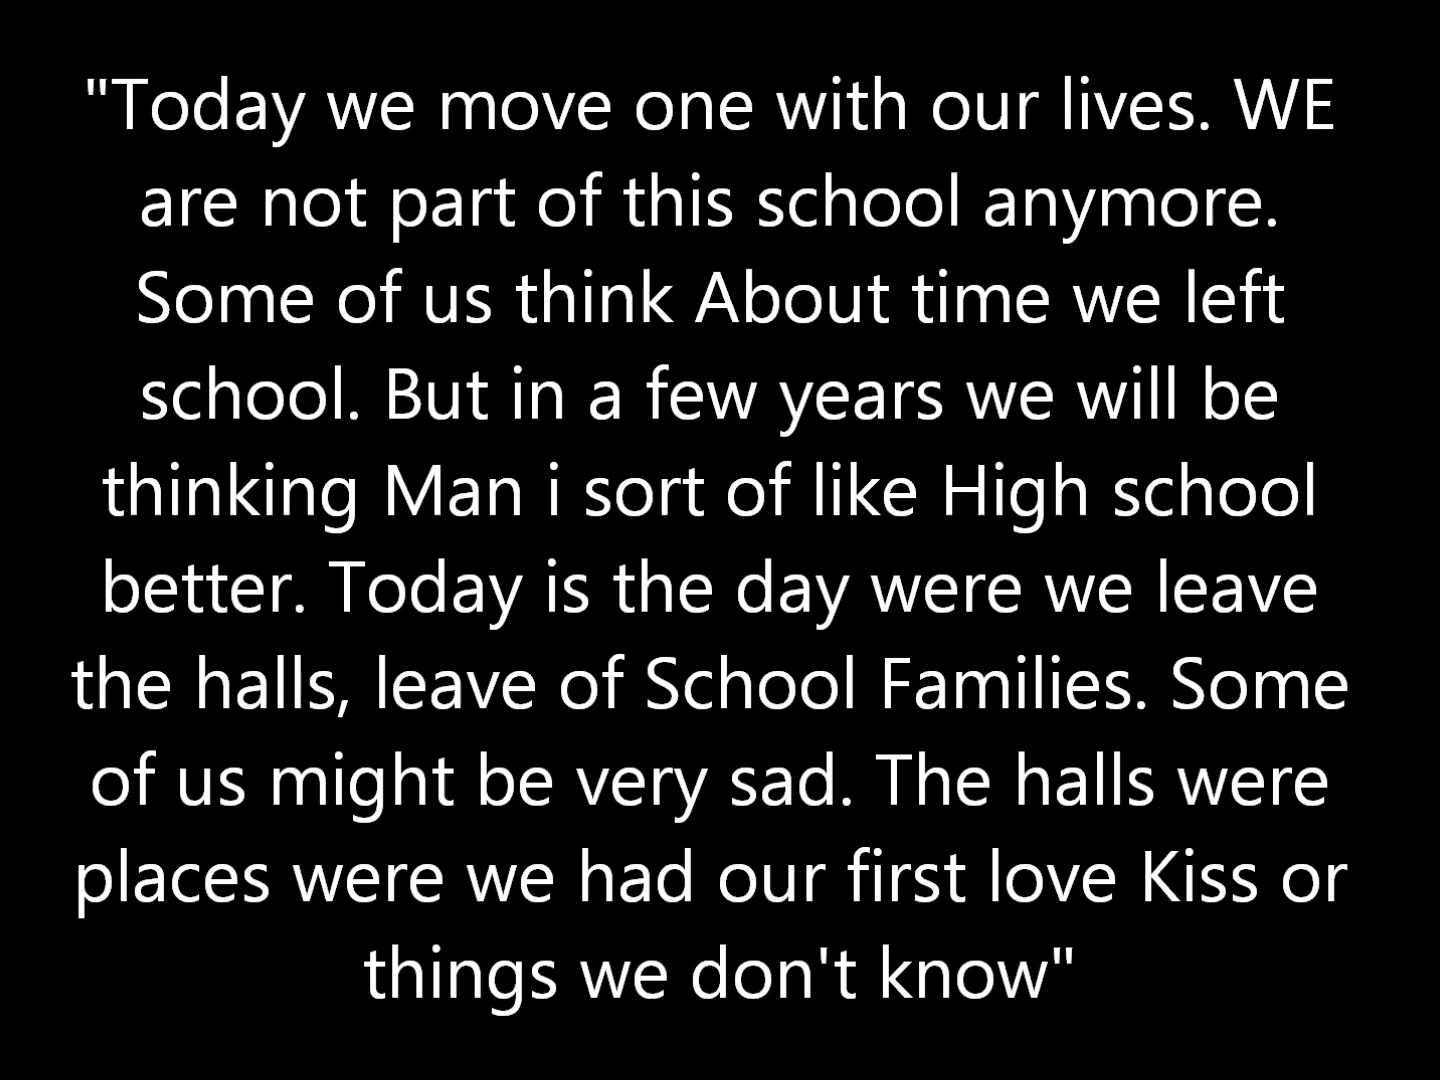 "Today we move one with our lives. WE
are not part of this school anymore.
Some of us think About time we left
school. But in a few years we will be
thinking Man i sort of like High school
better. Today is the day were we leave
the halls, leave of School Families. Some
of us might be very sad. The halls were
places were we had our first love Kiss or
things we don't know"